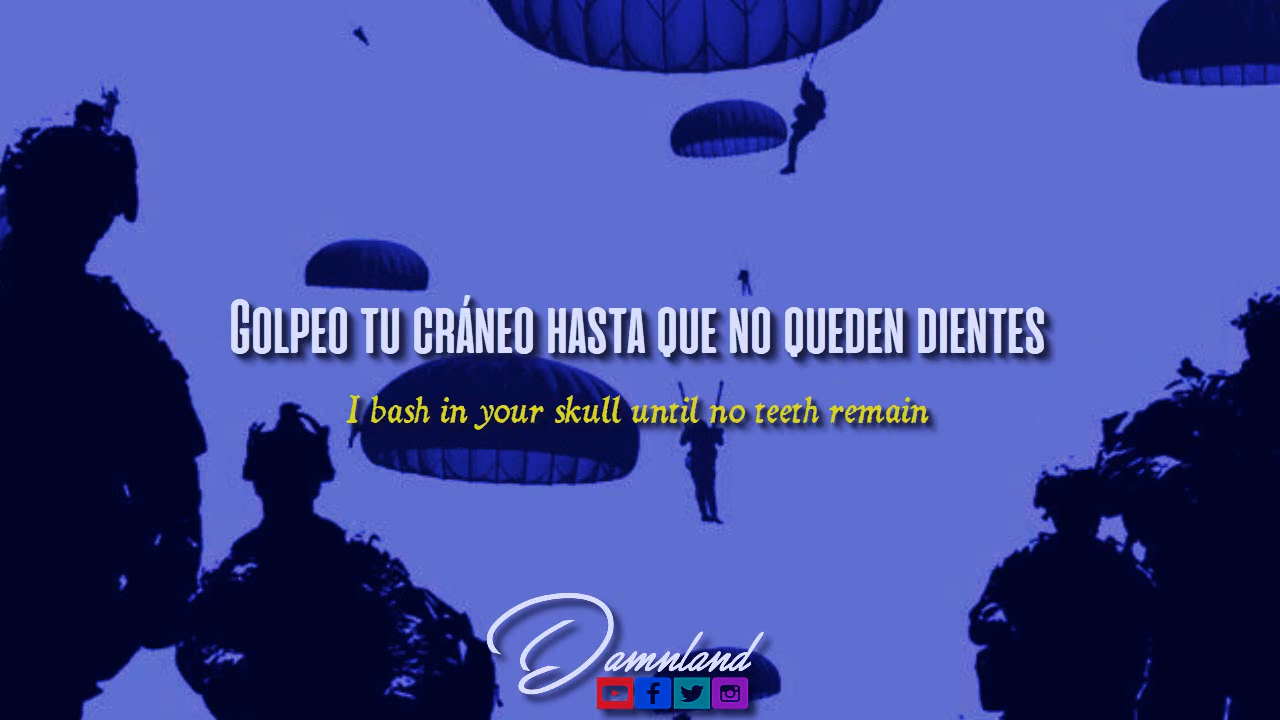 Golpeo tu cráneo hasta que no queden dientes
I bash in your skull until no teeth remain
Damnland